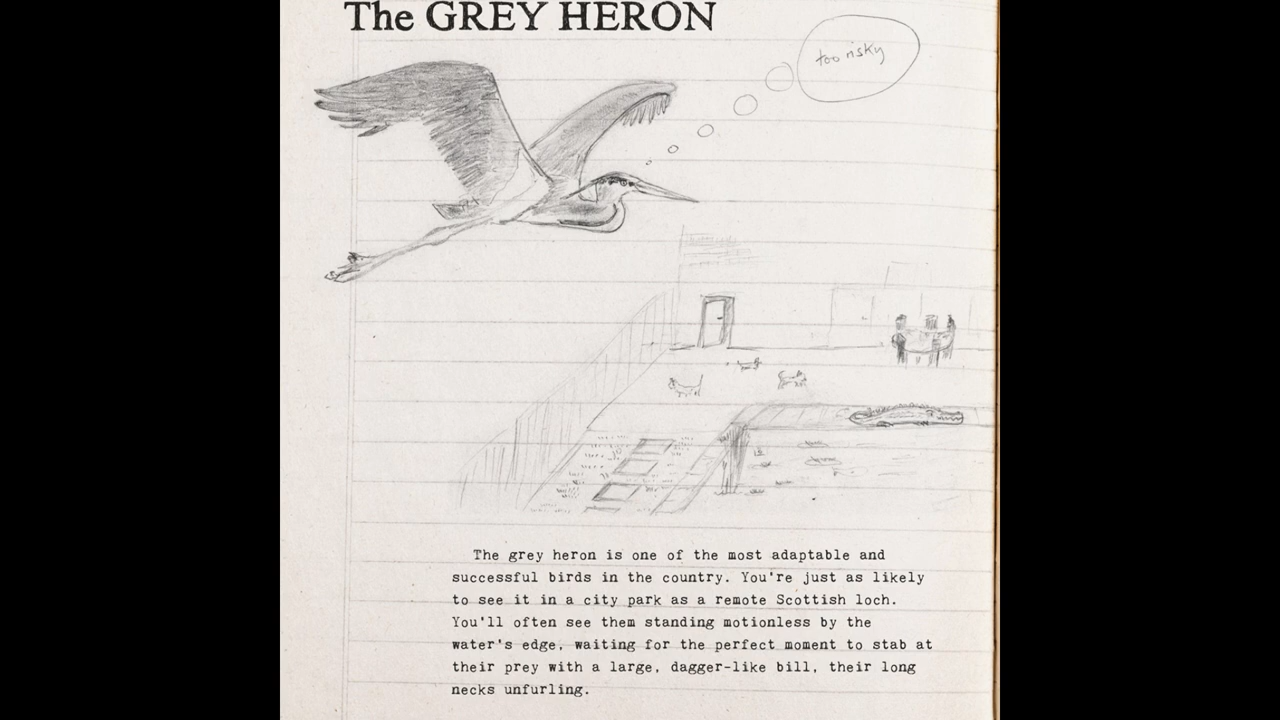 The GREY HERON
too risky
The grey heron is one of the most adaptable and
successful birds in the country. You're just as likely
to see it in a city park as a remote Scottish loch.
You'll often see them standing motionless by the
water's edge, waiting for the perfect moment to stab at
their prey with a large, dagger-like bill, their long
necks unfurling.